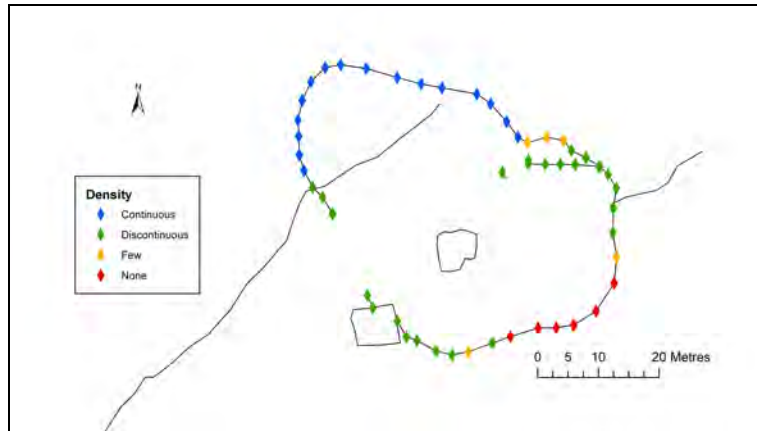 N
Density
Continuous
Discontinuous
Few
None
0 5 10 20 Metres